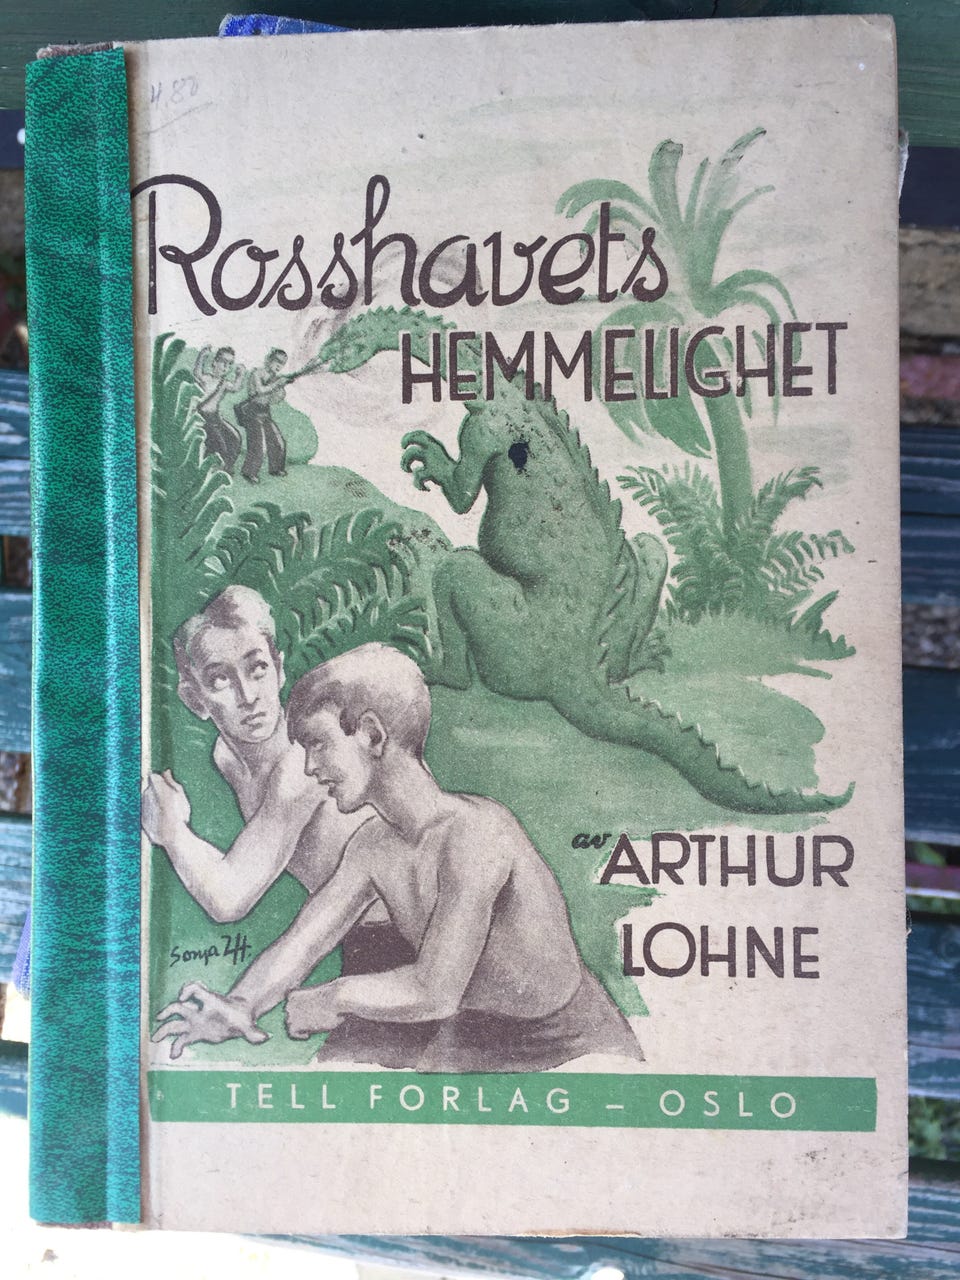 4.80
Rosshavets
HEMMELIGHET
av ARTHUR
LOHNE
Sonja
TELL FORLAG – OSLO